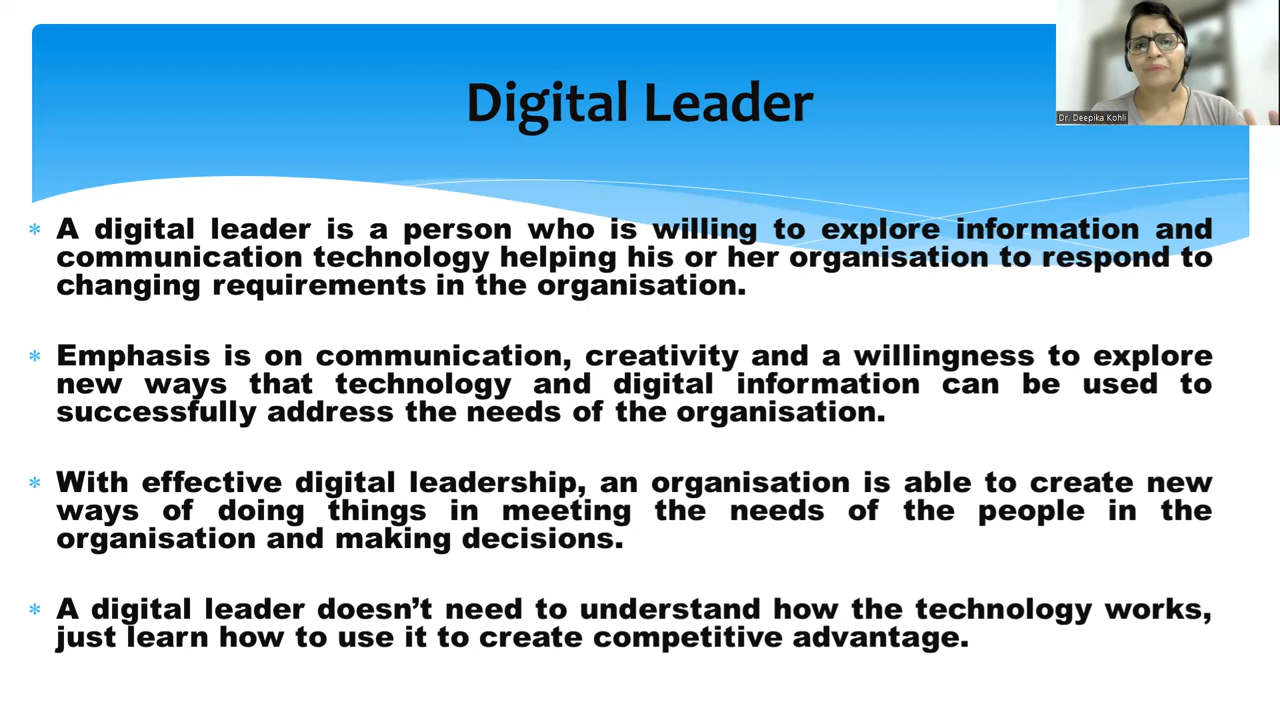 Digital Leader
Dr. Deepika Kohli
* A digital leader is a person who is willing to explore information and
communication technology helping his or her organisation to respond to
changing requirements in the organisation.
* Emphasis is on communication, creativity and a willingness to explore
new ways that technology and digital information can be used to
successfully address the needs of the organisation.
* With effective digital leadership, an organisation is able to create new
ways of doing things in meeting the needs of the people in the
organisation and making decisions.
* A digital leader doesn’t need to understand how the technology works,
just learn how to use it to create competitive advantage.